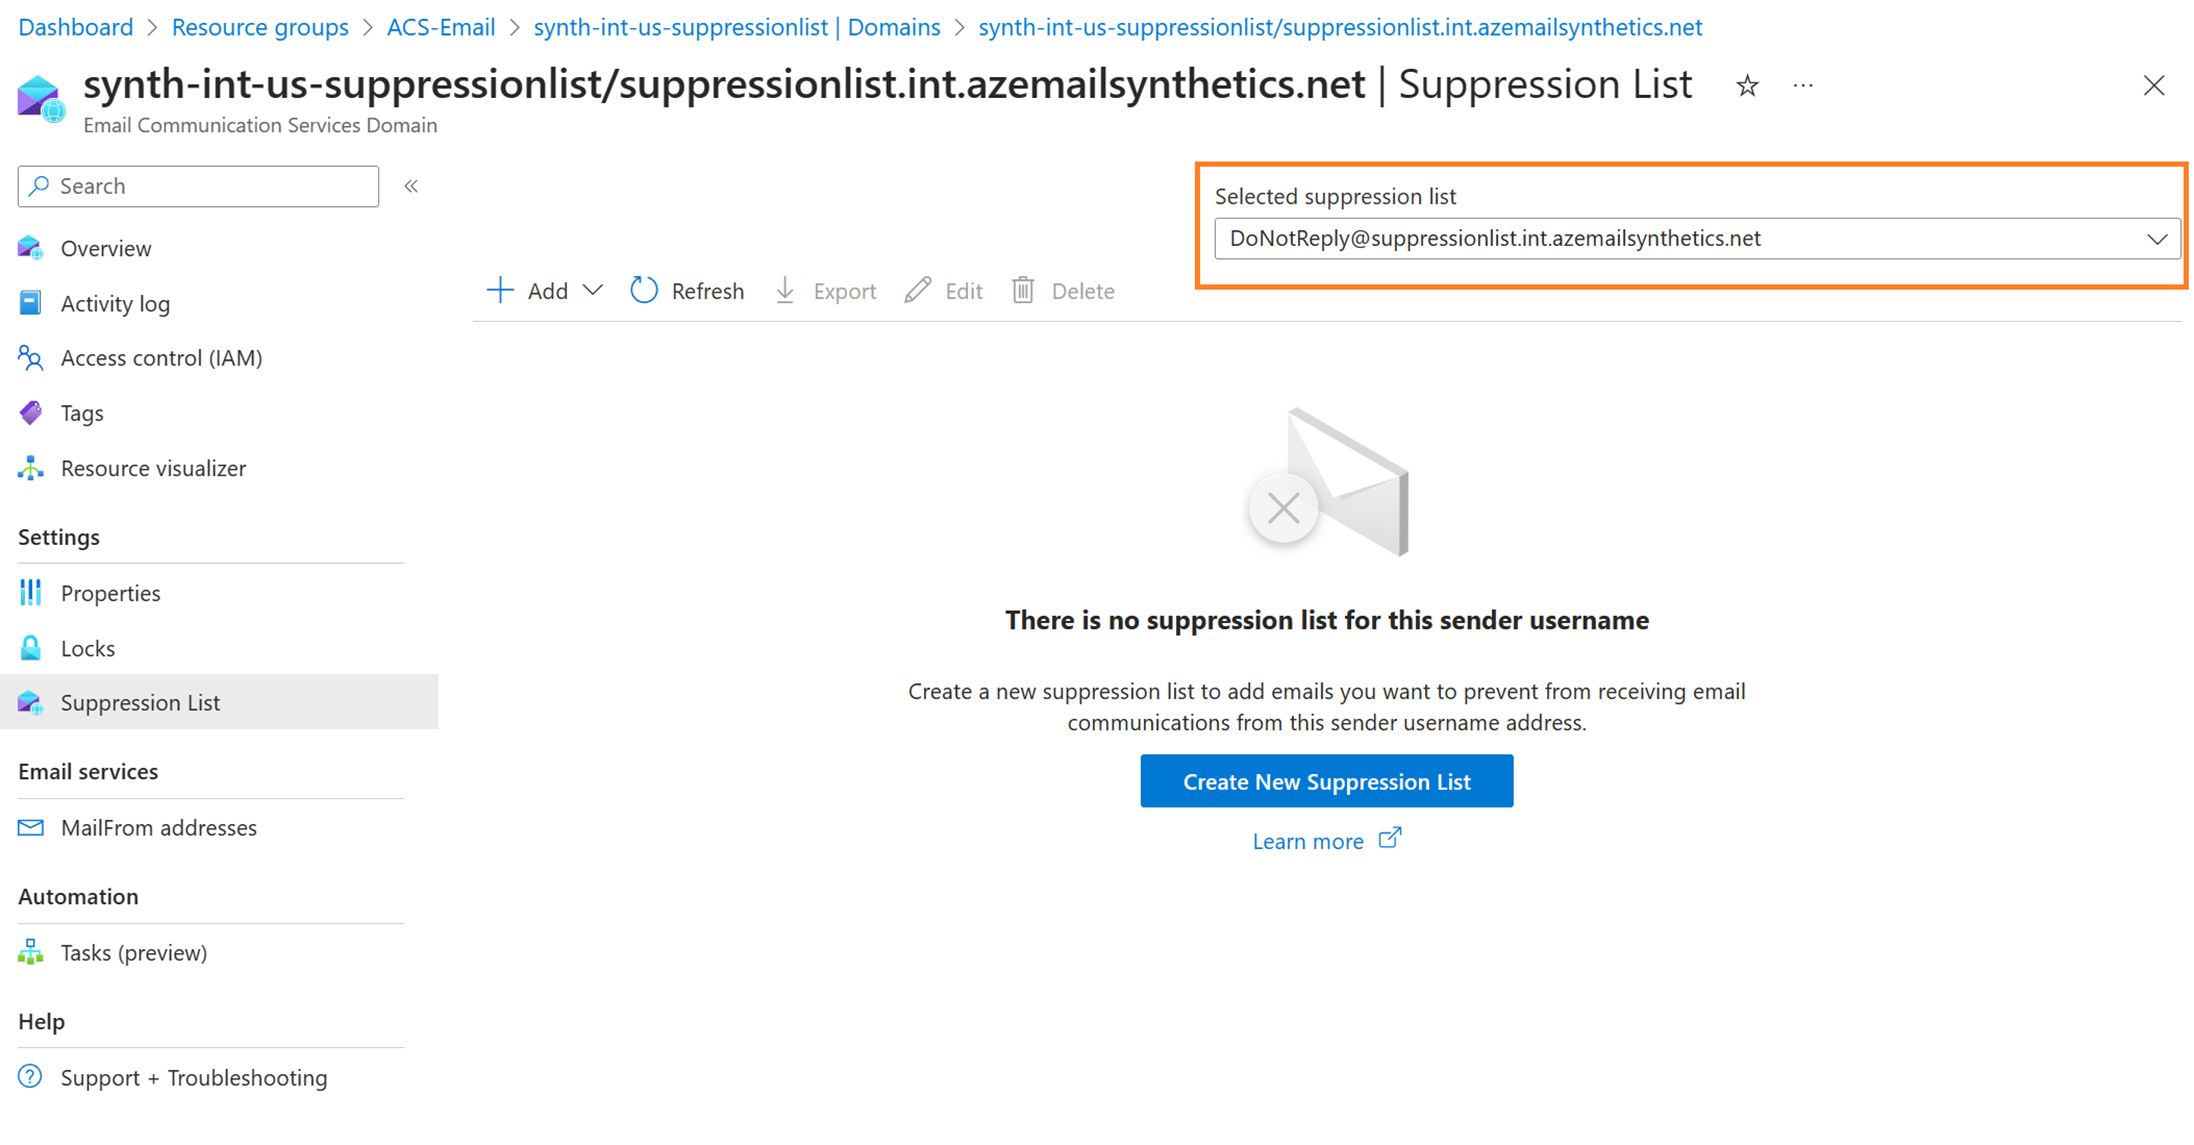 Dashboard > Resource groups > ACS-Email > synth-int-us-suppressionlist | Domains > synth-int-us-suppressionlist/suppressionlist.int.azemailsynthetics.net
synth-int-us-suppressionlist/suppressionlist.int.azemailsynthetics.net | Suppression List
Email Communication Services Domain
Search
Overview
Activity log
Access control (IAM)
Tags
Resource visualizer
Settings
Properties
Locks
Suppression List
Email services
MailFrom addresses
Automation
Tasks (preview)
Help
Support + Troubleshooting
Selected suppression list
DoNotReply@suppressionlist.int.azemailsynthetics.net
Add Refresh Export Edit Delete
There is no suppression list for this sender username
Create a new suppression list to add emails you want to prevent from receiving email
communications from this sender username address.
Create New Suppression List
Learn more